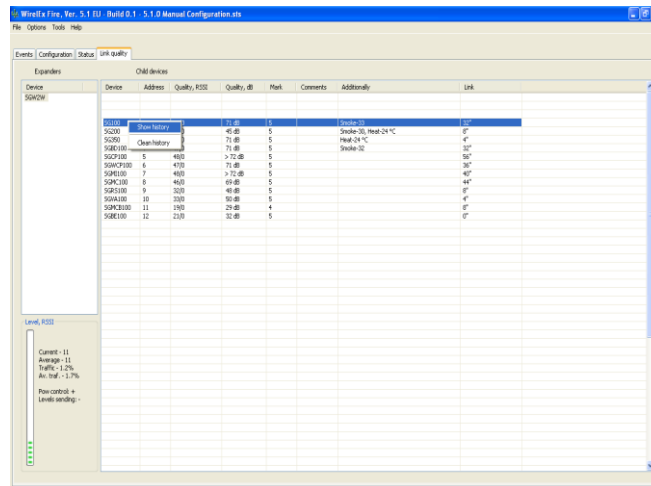 WirelEx Fire, Ver. 5.1 EU - Build 0.1 - 5.1.0 Manual Configuration.sts
File Options Tools Help
Events Configuration Status Link quality
Expanders Child devices
Device Device Address Quality, RSSI Quality, dB Mark Comments Additionally Link
SGW2W
SG100 71 dB 5 Smoke-33 32"
Show history
SG200 45 dB 5 Smoke-30, Heat-24 °C 8"
SG350 71 dB 5 Heat-24 °C 4"
Clean history
SGBD100 71 dB 5 Smoke-32 32"
SGCP100 5 48/0 > 72 dB 5 56"
SGWCP100 6 47/0 71 dB 5 36"
SGMI100 7 48/0 > 72 dB 5 40"
SGMC100 8 46/0 69 dB 5 44"
SGRS100 9 32/0 48 dB 5 8"
SGVA100 10 33/0 50 dB 5 4"
SGMCB100 11 19/0 29 dB 4 8"
SGBE100 12 21/0 32 dB 5 0"
Level, RSSI
Current - 11
Average - 11
Traffic - 1.2%
Av. traf. - 1.7%
Pow control: +
Levels sending: -